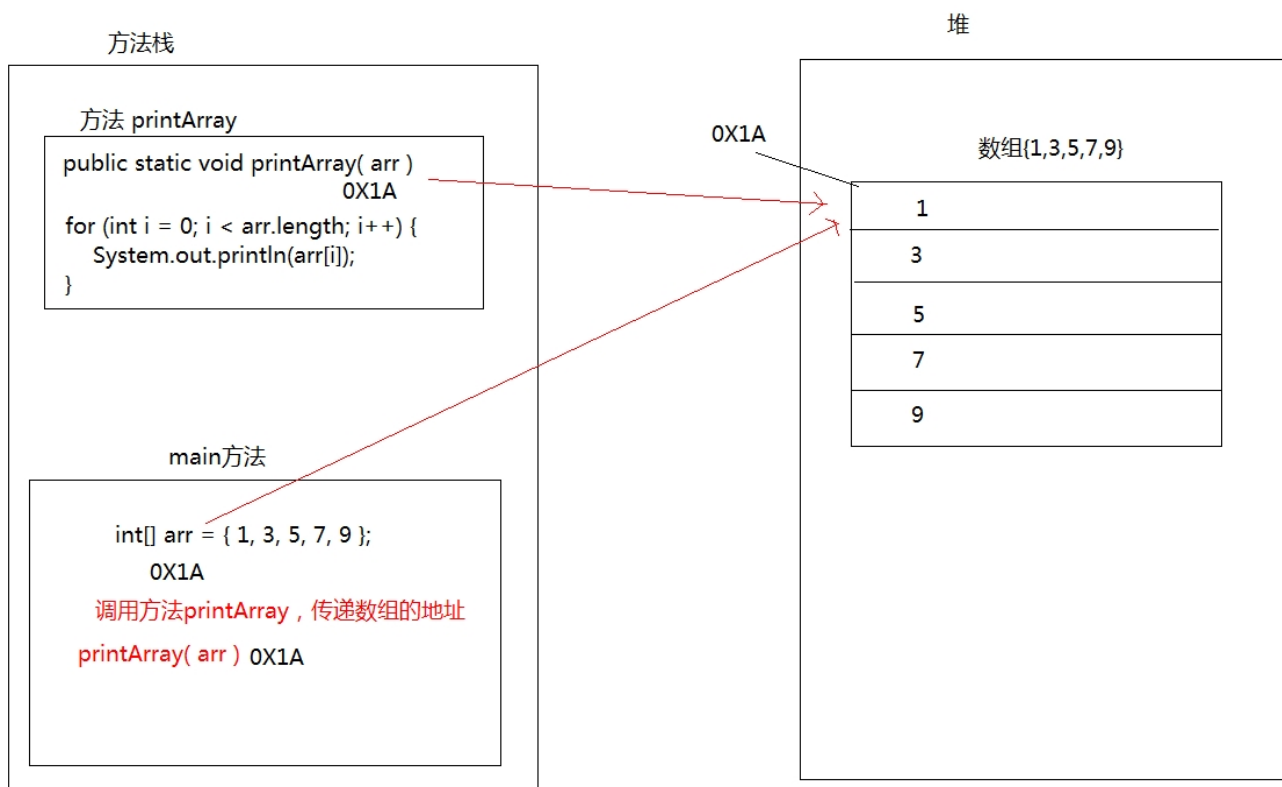 方法栈
方法 printArray
public static void printArray( arr )
0X1A
for (int i = 0; i < arr.length; i++) {
System.out.println(arr[i]);
}
main方法
int[] arr = { 1, 3, 5, 7, 9 };
0X1A
调用方法printArray，传递数组的地址
printArray( arr ) 0X1A
堆
0X1A
数组{1,3,5,7,9}
1
3
5
7
9